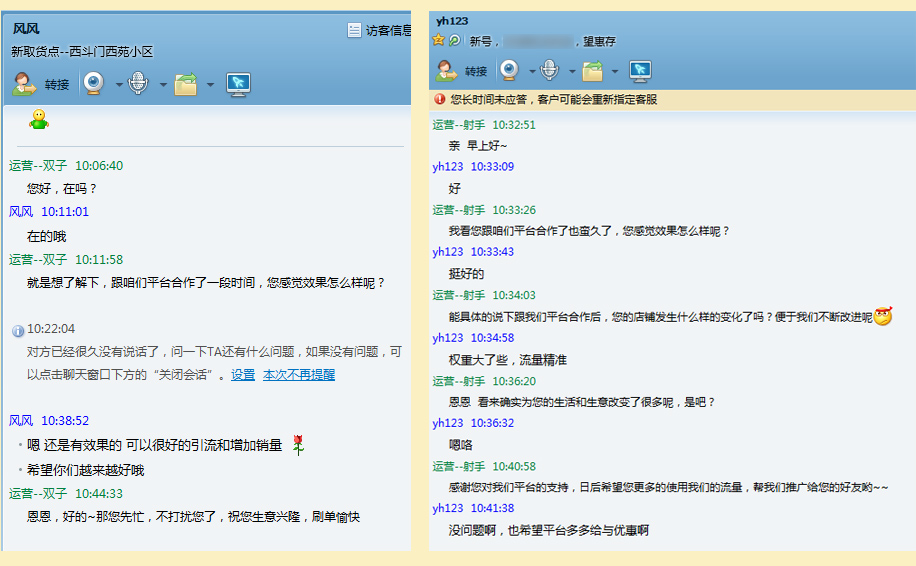 风风
访客信息
新取货点--西斗门西苑小区
转接
运营--双子 10:06:40
您好，在吗？
风风 10:11:01
在的哦
运营--双子 10:11:58
就是想了解下，跟咱们平台合作了一段时间，您感觉效果怎么样呢？
10:22:04
对方已经很久没有说话了，问一下TA还有什么问题，如果没有问题，可
以点击聊天窗口下方的“关闭会话”。设置 本次不再提醒
风风 10:38:52
嗯 还是有效果的 可以很好的引流和增加销量
希望你们越来越好哦
运营--双子 10:44:33
恩恩，好的~那您先忙，不打扰您了，祝您生意兴隆，刷单愉快
yh123
新号， ，望惠存
转接
您长时间未应答，客户可能会重新指定客服
运营--射手 10:32:51
亲 早上好~
yh123 10:33:09
好
运营--射手 10:33:26
我看您跟咱们平台合作了也蛮久了，您感觉效果怎么样呢？
yh123 10:33:43
挺好的
运营--射手 10:34:03
能具体的说下跟我们平台合作后，您的店铺发生什么样的变化了吗？便于我们不断改进呢
yh123 10:34:58
权重大了些，流量精准
运营--射手 10:36:20
恩恩 看来确实为您的生活和生意改变了很多呢，是吧？
yh123 10:36:32
嗯咯
运营--射手 10:40:58
感谢您对我们平台的支持，日后希望您更多的使用我们的流量，帮我们推广给您的好友哟~~
yh123 10:41:38
没问题啊，也希望平台多多给与优惠啊